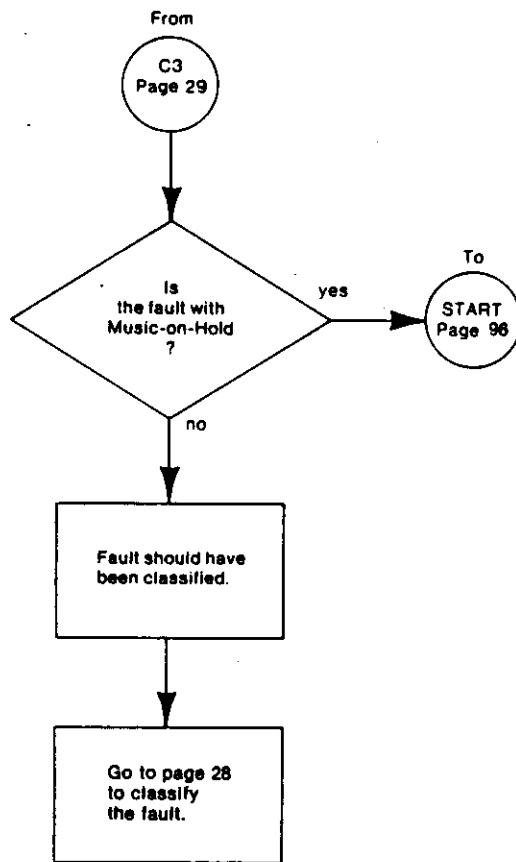 From
C3
Page 29
Is
the fault with
Music-on-Hold
?
yes
To
START
Page 96
no
Fault should have
been classified.
Go to page 28
to classify
the fault.